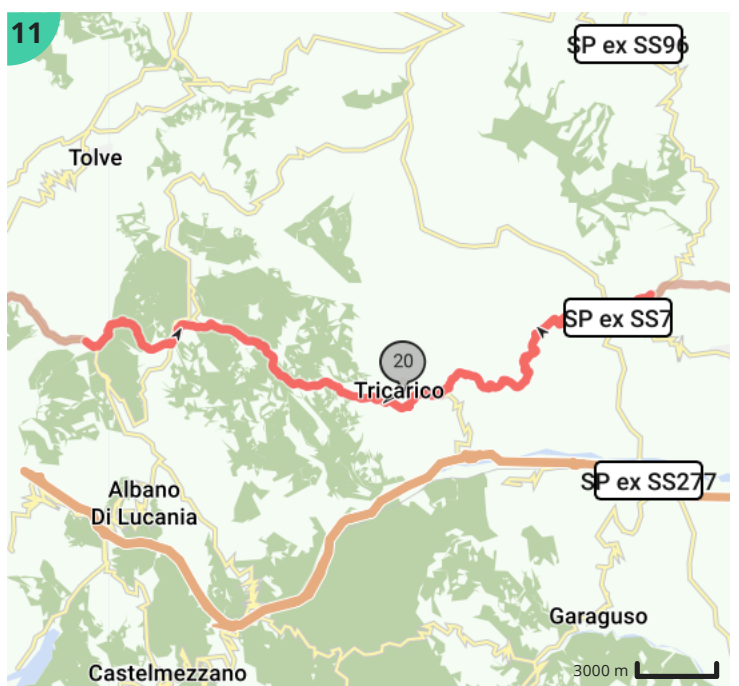 11
SP ex SS96
Tolve
SP ex SS7
20
Tricarico
SP ex SS277
Albano
Di Lucania
Garaguso
Castelmezzano
3000 m